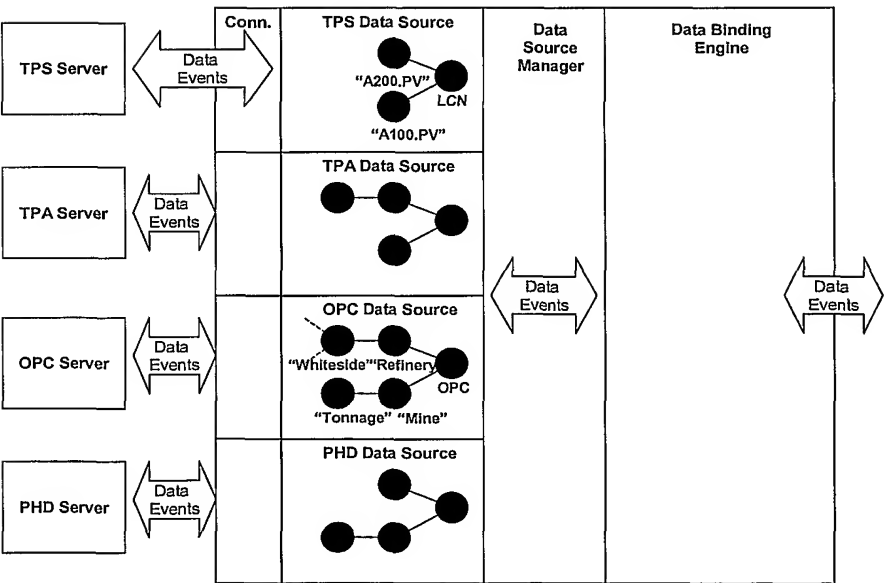 Conn.
TPS Data Source
Data
Source
Manager
Data Binding
Engine
TPS Server
Data
Events
"A200.PV"
LCN
"A100.PV"
TPA Data Source
TPA Server
Data
Events
Data
Events
Data
Events
OPC Data Source
OPC Server
Data
Events
"Whiteside"
"Refinery
OPC
"Tonnage"
"Mine"
PHD Data Source
PHD Server
Data
Events